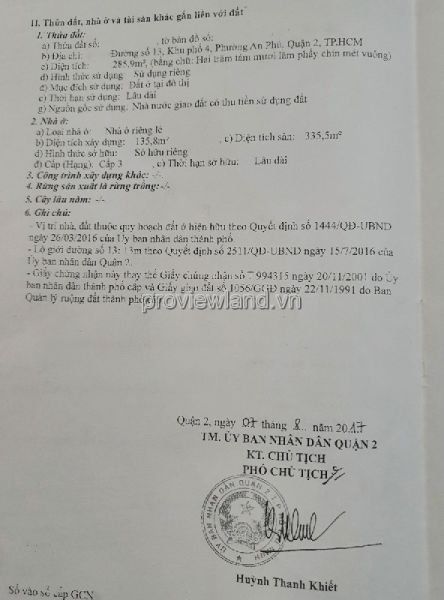 II. Thửa đất, nhà ở và tài sản khác gắn liền với đất
1. Thửa đất:
a) Thửa đất số: , tờ bản đồ số:
b) Địa chỉ: Đường số 13, Khu phố 4, Phường An Phú, Quận 2, TP.HCM
c) Diện tích: 285,9m², (bằng chữ: Hai trăm tám mươi lăm phẩy chín mét vuông)
d) Hình thức sử dụng Sử dụng riêng
đ) Mục đích sử dụng: Đất ở tại đô thị
e) Thời hạn sử dụng: Lâu dài
g) Nguồn gốc sử dụng: Nhà nước giao đất có thu tiền sử dụng đất
2. Nhà ở:
a) Loại nhà ở: Nhà ở riêng lẻ
b) Diện tích xây dựng: 135,8m² , c) Diện tích sàn: 335,5m²
d) Hình thức sở hữu: Sở hữu riêng
đ) Cấp (Hạng): Cấp 3 , e) Thời hạn sở hữu: Lâu dài
3. Công trình xây dựng khác: -/-
4. Rừng sản xuất là rừng trồng: -/-
5. Cây lâu năm: -/-
6. Ghi chú:
- Vị trí nhà, đất thuộc quy hoạch đất ở hiện hữu theo Quyết định số 1444/QĐ-UBND
ngày 26/03/2016 của Ủy ban nhân dân thành phố
- Lộ giới đường số 13: 13m theo Quyết định số 2511/QĐ-UBND ngày 15/7/2016 của
Ủy ban nhân dân Quận 2.
- Giấy chứng nhận này thay thế Giấy chứng nhận số 994315 ngày 20/11/2001 do Ủy
ban nhân dân thành phố cấp và Giấy giao đất số 1056/GGĐ ngày 22/11/1991 do Ban
Quản lý ruộng đất thành phố
proviewland.vn
Quận 2, ngày 07 tháng 8 năm 2017
TM. ỦY BAN NHÂN DÂN QUẬN 2
KT. CHỦ TỊCH
PHÓ CHỦ TỊCH
ỦY BAN NHÂN DÂN QUẬN 2
Huỳnh Thanh Khiết
Số vào sổ cấp GCN